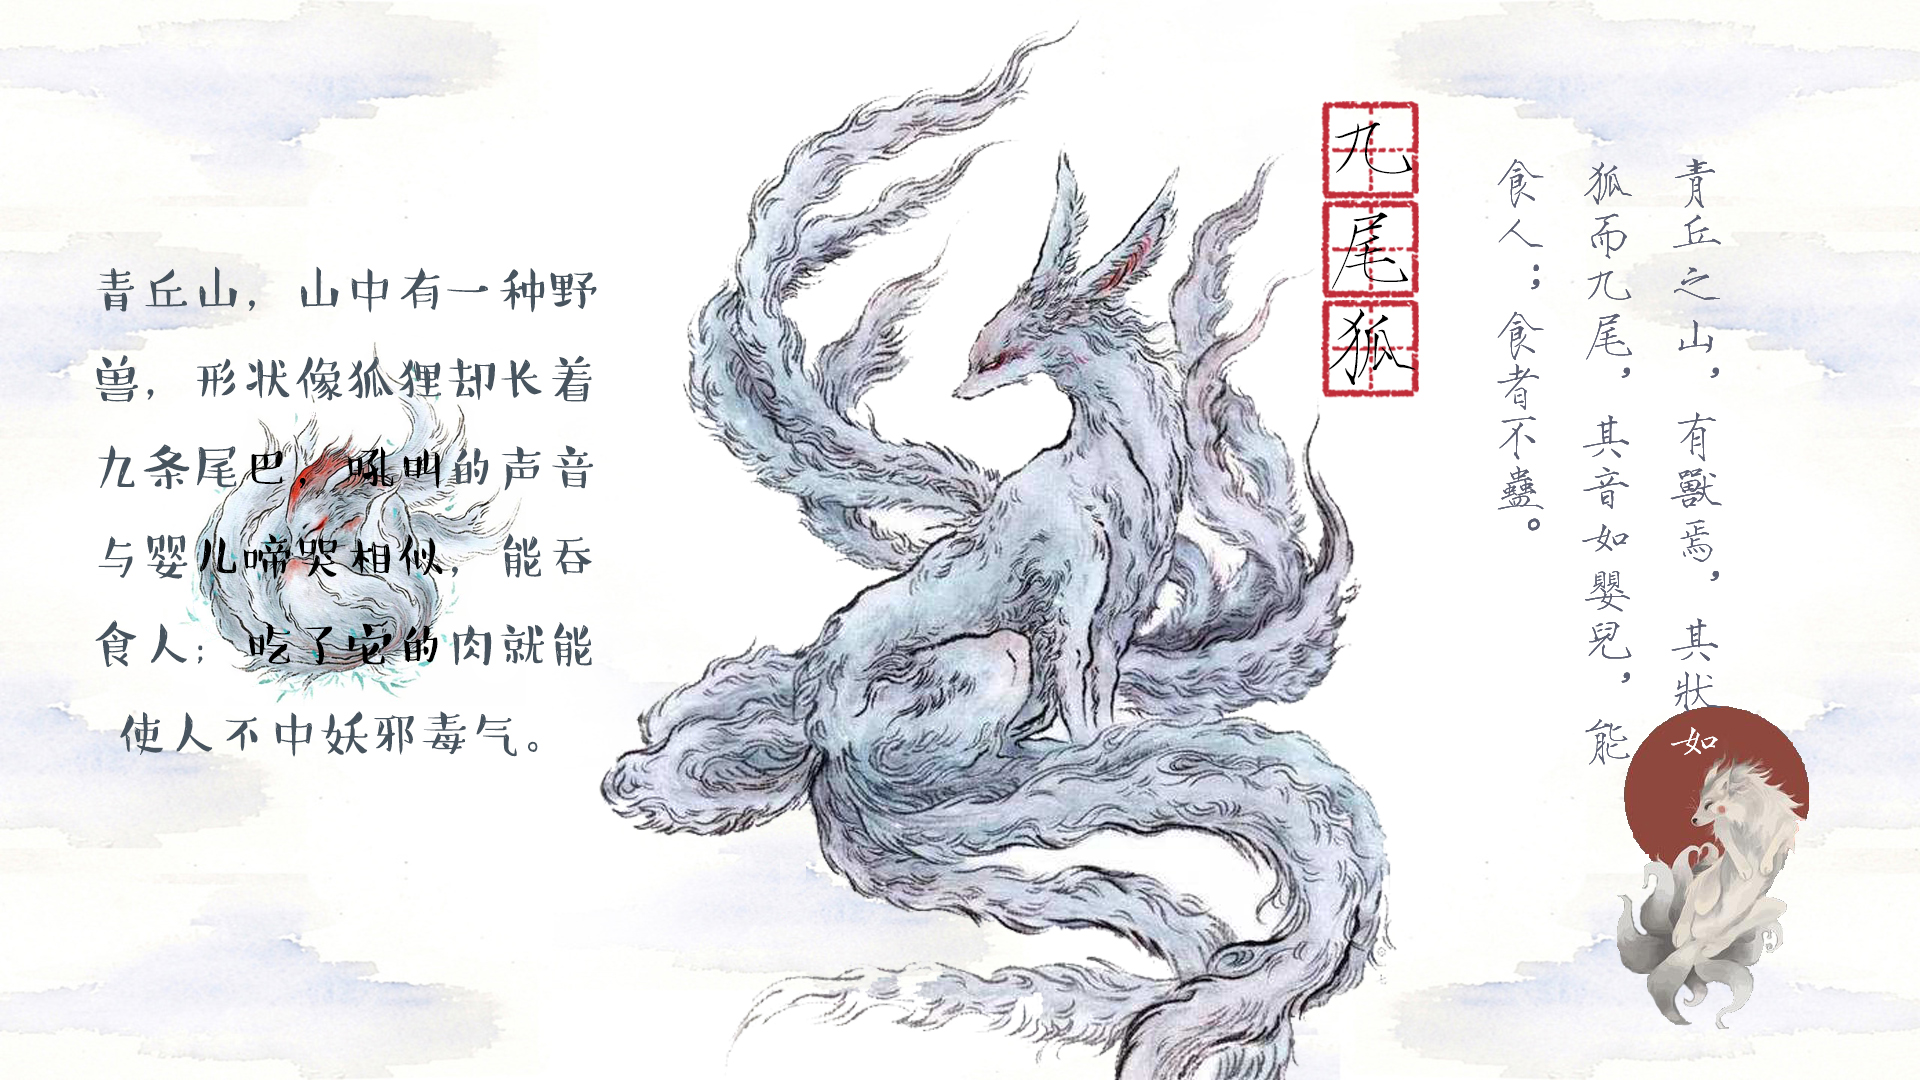 青丘山，山中有一种野
兽，形状像狐狸却长着
九条尾巴，吼叫的声音
与婴儿啼哭相似，能吞
食人；吃了它的肉就能
使人不中妖邪毒气。
九尾狐
青丘之山，有獸焉，其狀如
狐而九尾，其音如嬰兒，能
食人；食者不蠱。